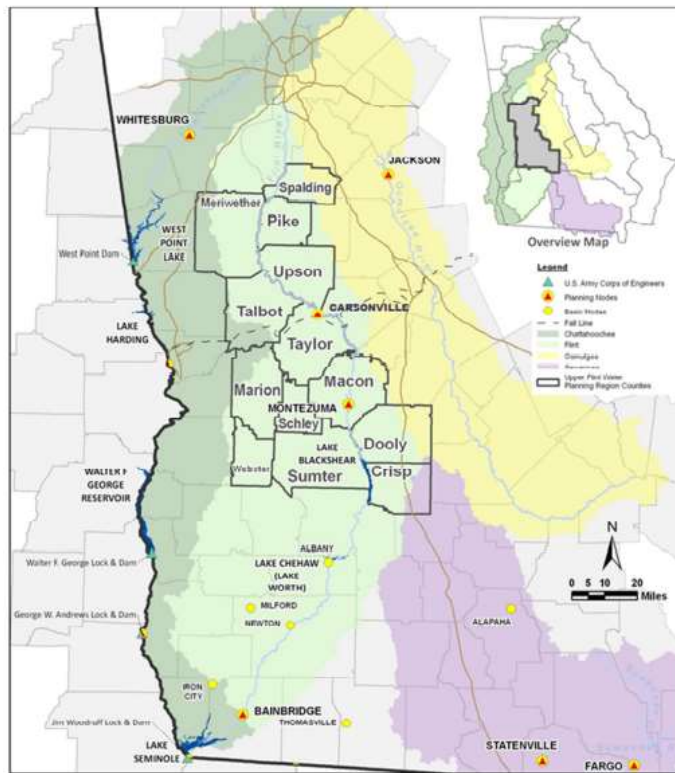 WHITESBURG
JACKSON
Spalding
Meriwether
Pike
WEST
POINT
LAKE
West Point Dam
Upson
Talbot
CARSONVILLE
LAKE
HARDING
Taylor
Marion
Macon
MONTEZUMA
Schley
Dooly
LAKE
BLACKSHEAR
Webster
Sumter
Crisp
WALTER F
GEORGE
RESERVOIR
ALBANY
LAKE CHEHAW
(LAKE
WORTH)
Walter F. George Lock & Dam
MILFORD
NEWTON
George W. Andrews Lock & Dam
ALAPAHA
IRON
CITY
BAINBRIDGE
THOMASVILLE
Jim Woodruff Lock & Dam
LAKE
SEMINOLE
STATENVILLE
FARGO
Overview Map
Legend
U.S. Army Corps of Engineers
Planning Nodes
Basic Nodes
Fall Line
Chattahoochee
Flint
Ocmulgee
Upper Flint Water
Planning Region Counties
N
0 5 10 20
Miles